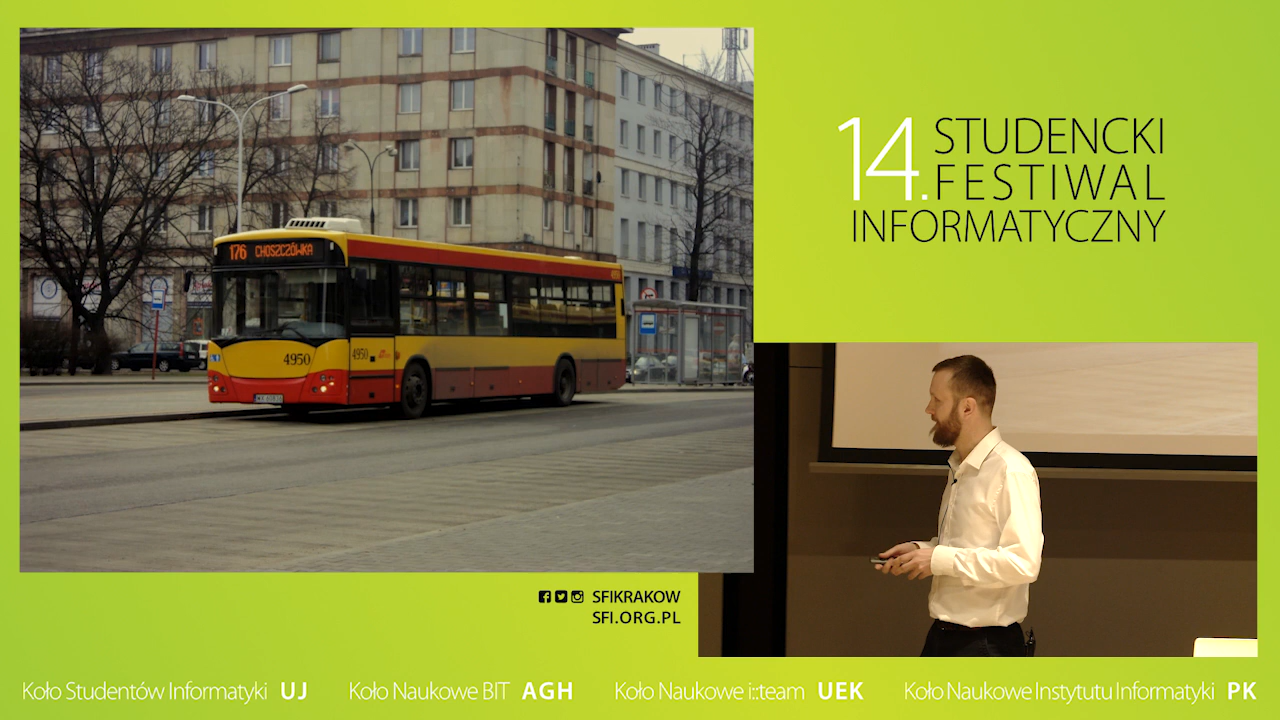 14. STUDENCKI
FESTIWAL
INFORMATYCZNY
176 CHOSZCZÓWKA
4950
4950
SFIKRAKOW
SFI.ORG.PL
Koło Studentów Informatyki UJ
Koło Naukowe BIT AGH
Koło Naukowe i::team UEK
Koło Naukowe Instytutu Informatyki PK